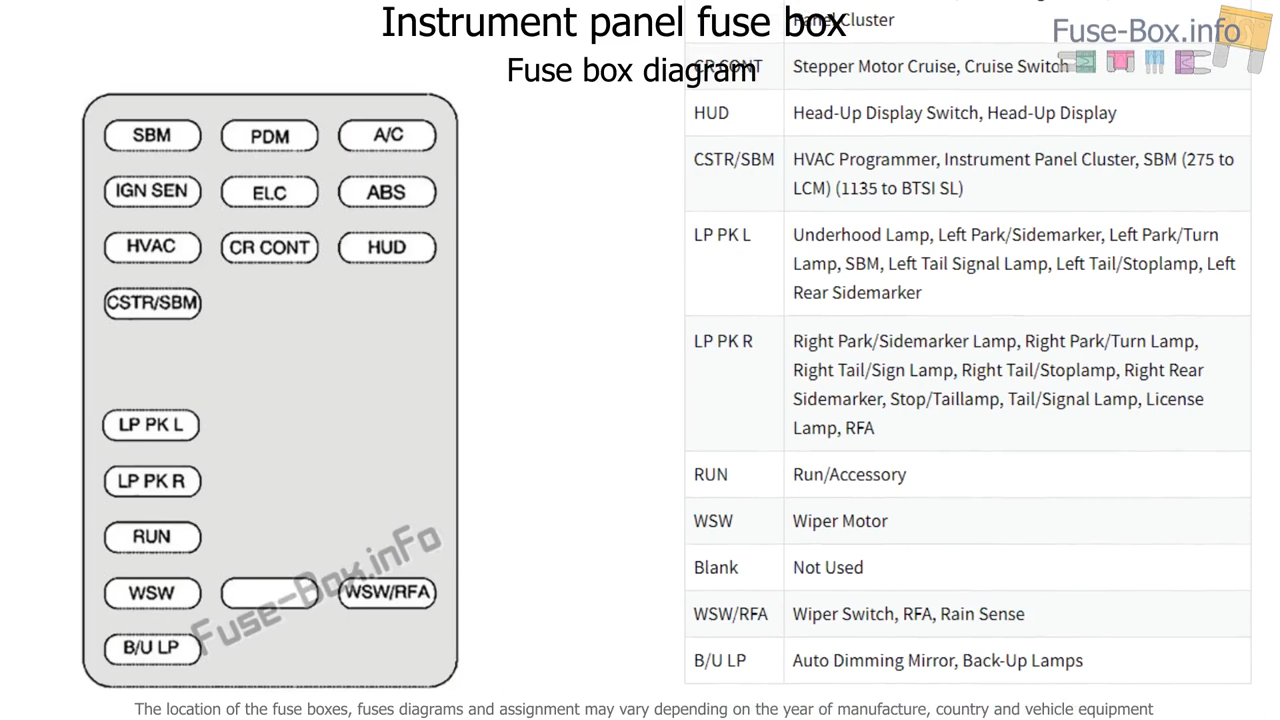 Instrument panel fuse box
Fuse box diagram
Fuse-Box.info
SBM PDM A/C
IGN SEN ELC ABS
HVAC CR CONT HUD
CSTR/SBM
LP PK L
LP PK R
RUN
WSW WSW/RFA
B/U LP
Fuse-Box.inFo
Panel Cluster
CR CONT Stepper Motor Cruise, Cruise Switch
HUD Head-Up Display Switch, Head-Up Display
CSTR/SBM HVAC Programmer, Instrument Panel Cluster, SBM (275 to
LCM) (1135 to BTSI SL)
LP PK L Underhood Lamp, Left Park/Sidemarker, Left Park/Turn
Lamp, SBM, Left Tail Signal Lamp, Left Tail/Stoplamp, Left
Rear Sidemarker
LP PK R Right Park/Sidemarker Lamp, Right Park/Turn Lamp,
Right Tail/Sign Lamp, Right Tail/Stoplamp, Right Rear
Sidemarker, Stop/Taillamp, Tail/Signal Lamp, License
Lamp, RFA
RUN Run/Accessory
WSW Wiper Motor
Blank Not Used
WSW/RFA Wiper Switch, RFA, Rain Sense
B/U LP Auto Dimming Mirror, Back-Up Lamps
The location of the fuse boxes, fuses diagrams and assignment may vary depending on the year of manufacture, country and vehicle equipment